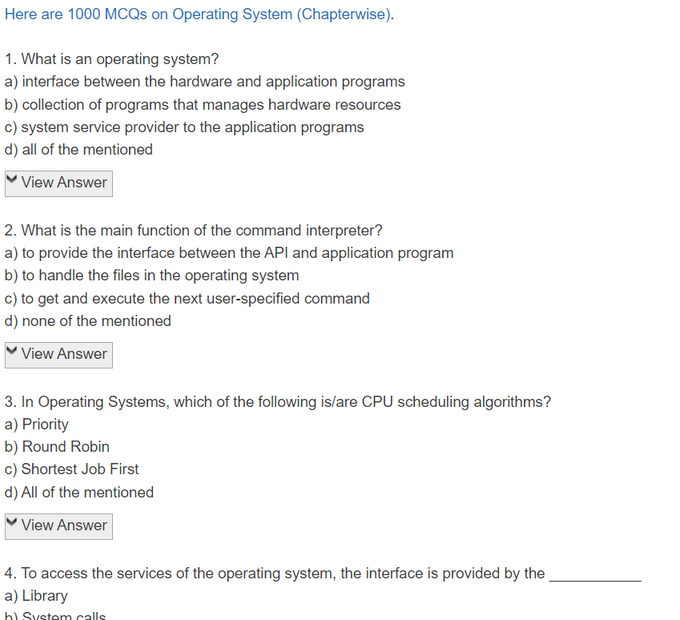 Here are 1000 MCQs on Operating System (Chapterwise).
1. What is an operating system?
a) interface between the hardware and application programs
b) collection of programs that manages hardware resources
c) system service provider to the application programs
d) all of the mentioned
View Answer
2. What is the main function of the command interpreter?
a) to provide the interface between the API and application program
b) to handle the files in the operating system
c) to get and execute the next user-specified command
d) none of the mentioned
View Answer
3. In Operating Systems, which of the following is/are CPU scheduling algorithms?
a) Priority
b) Round Robin
c) Shortest Job First
d) All of the mentioned
View Answer
4. To access the services of the operating system, the interface is provided by the ___________
a) Library
b) System calls